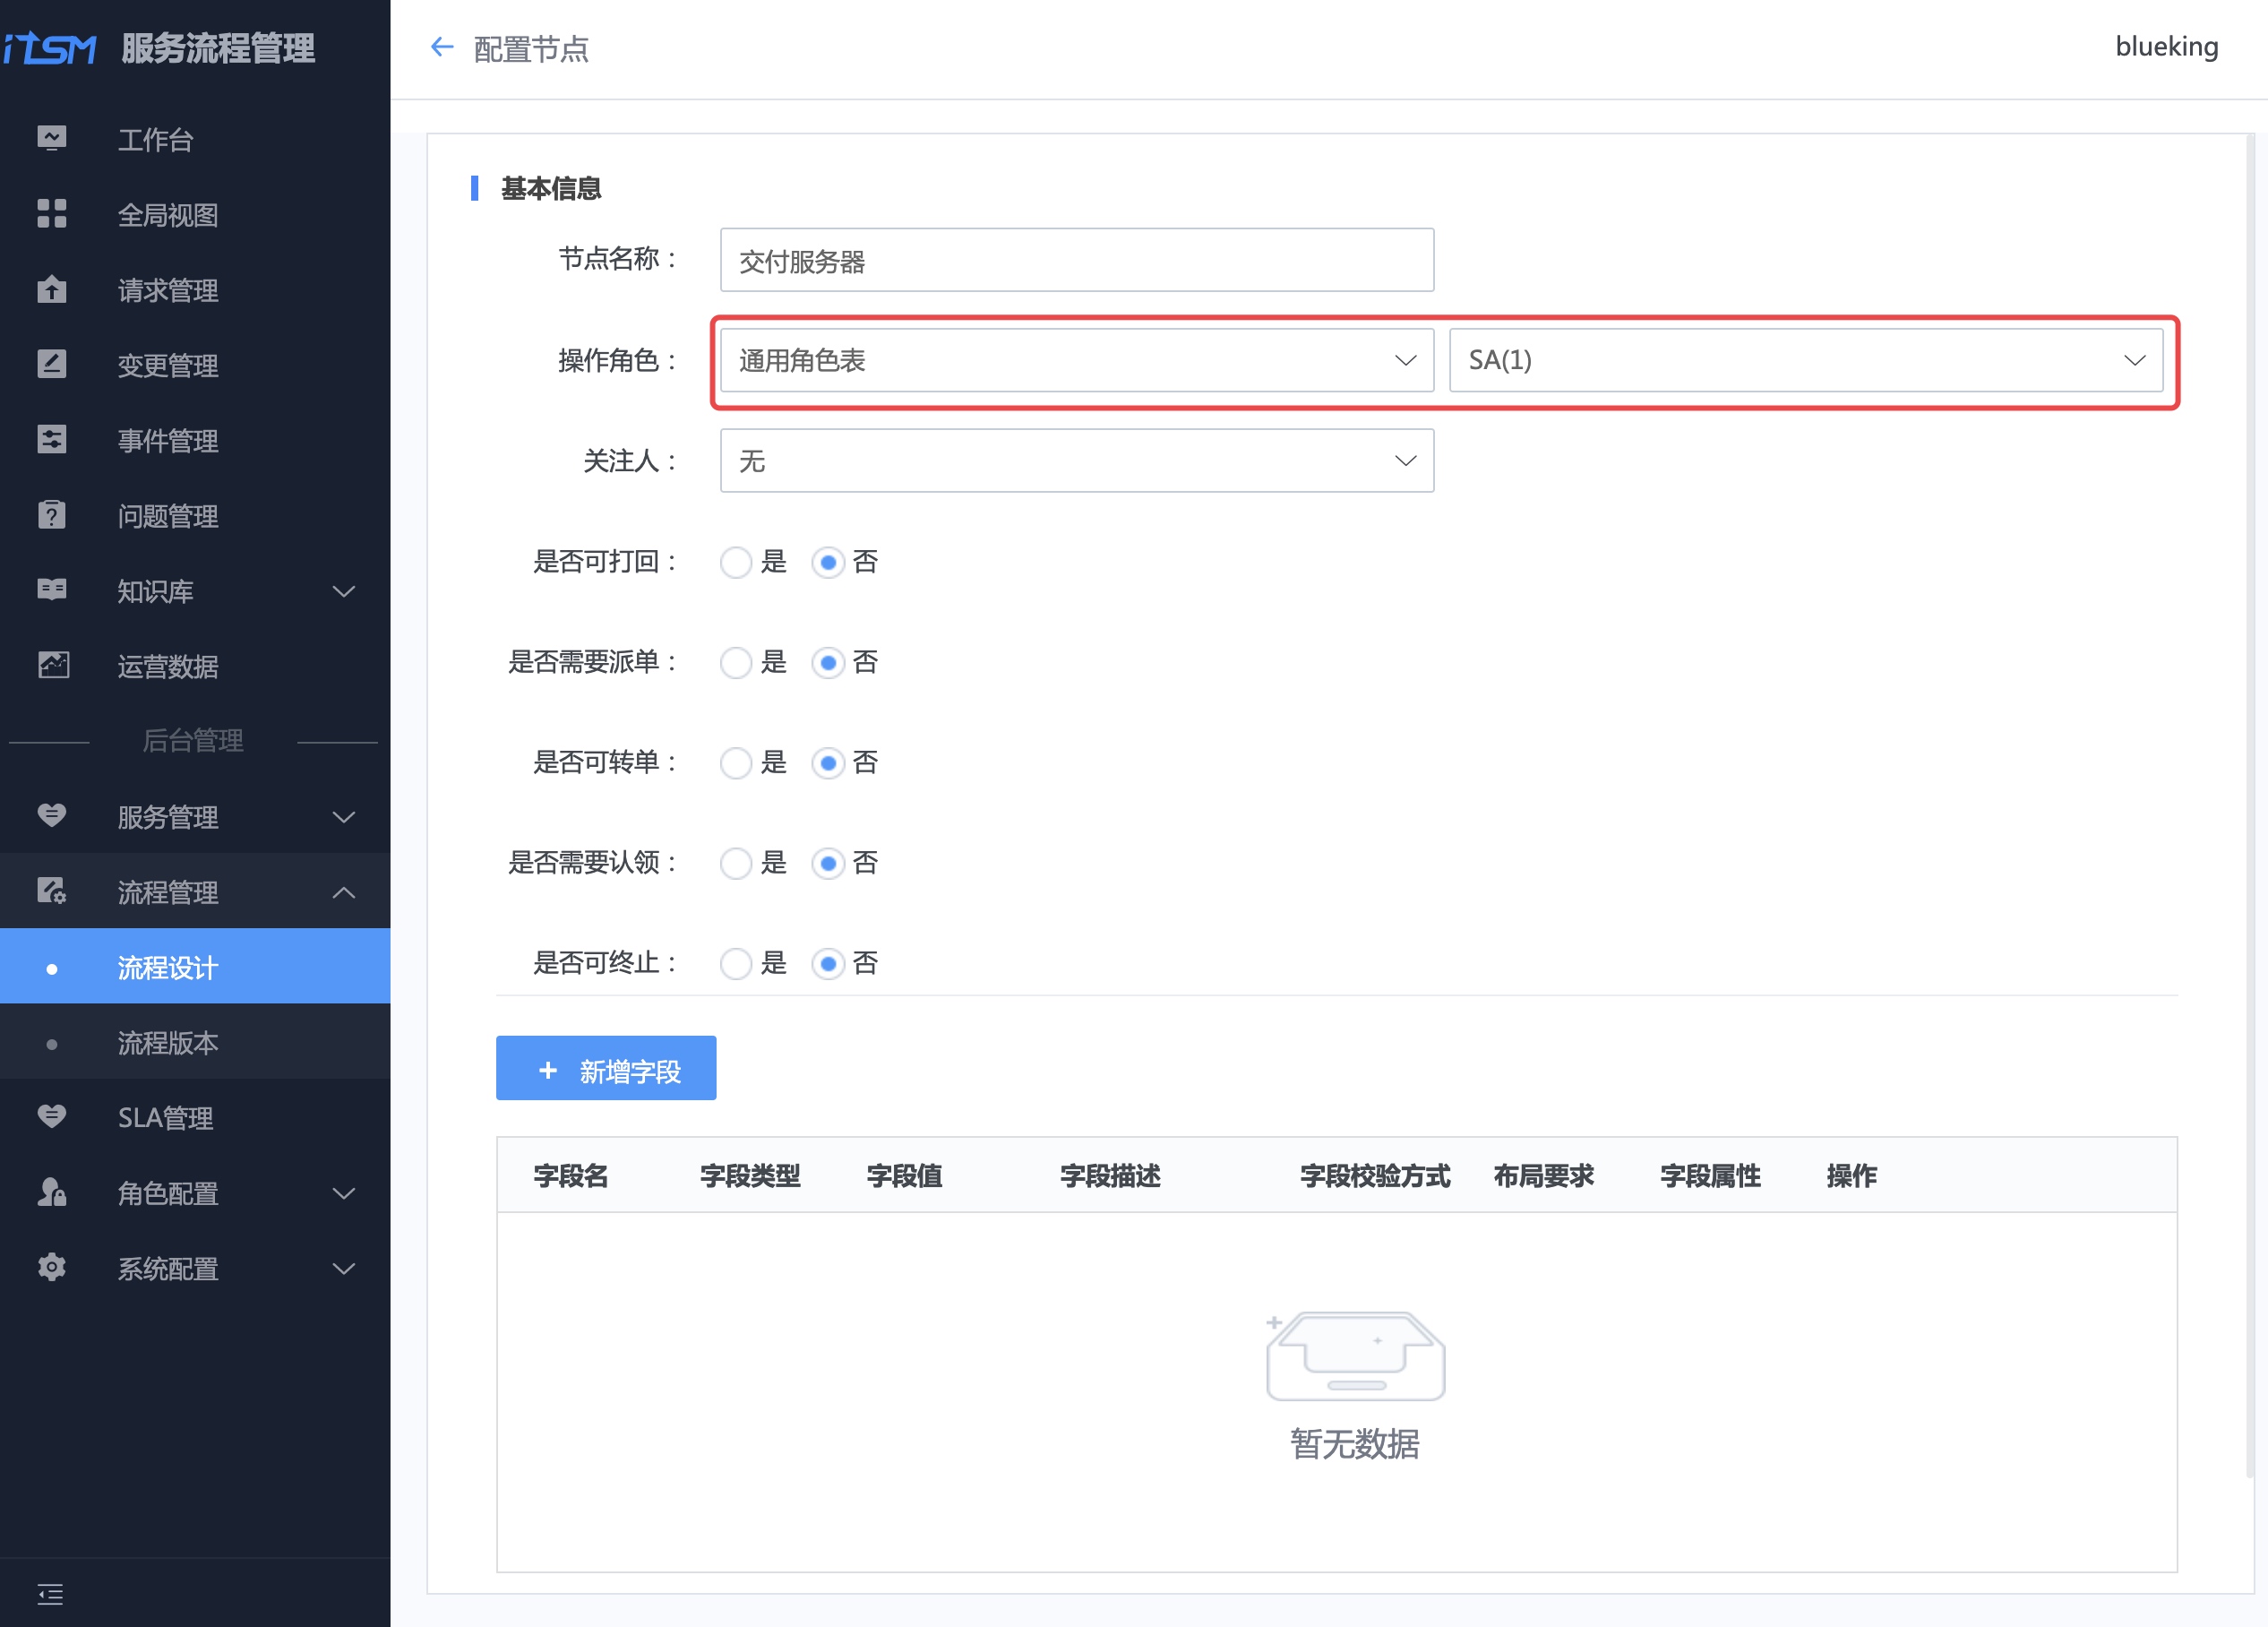 iTSM 服务流程管理
工作台
全局视图
请求管理
变更管理
事件管理
问题管理
知识库
运营数据
后台管理
服务管理
流程管理
流程设计
流程版本
SLA管理
角色配置
系统配置
配置节点
blueking
基本信息
节点名称：
交付服务器
操作角色：
通用角色表
SA(1)
关注人：
无
是否可打回： 是 否
是否需要派单： 是 否
是否可转单： 是 否
是否需要认领： 是 否
是否可终止： 是 否
+ 新增字段
字段名 字段类型 字段值 字段描述 字段校验方式 布局要求 字段属性 操作
暂无数据